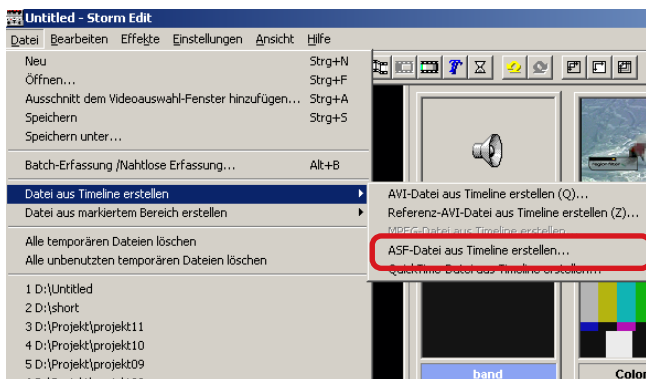 Untitled - Storm Edit
Datei Bearbeiten Effekte Einstellungen Ansicht Hilfe
Neu Strg+N
Öffnen... Strg+F
Ausschnitt dem Videoauswahl-Fenster hinzufügen... Strg+A
Speichern Strg+S
Speichern unter...
Batch-Erfassung /Nahtlose Erfassung... Alt+B
Datei aus Timeline erstellen
Datei aus markiertem Bereich erstellen
Alle temporären Dateien löschen
Alle unbenutzten temporären Dateien löschen
1 D:\Untitled
2 D:\short
3 D:\Projekt\projekt11
4 D:\Projekt\projekt10
5 D:\Projekt\projekt09
AVI-Datei aus Timeline erstellen (Q)...
Referenz-AVI-Datei aus Timeline erstellen (Z)...
MPEG-Datei aus Timeline erstellen
ASF-Datei aus Timeline erstellen...
QuickTime-Datei aus Timeline erstellen...
band
Color